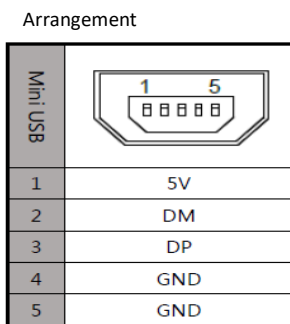 Arrangement
Mini USB
1 5
1 5V
2 DM
3 DP
4 GND
5 GND